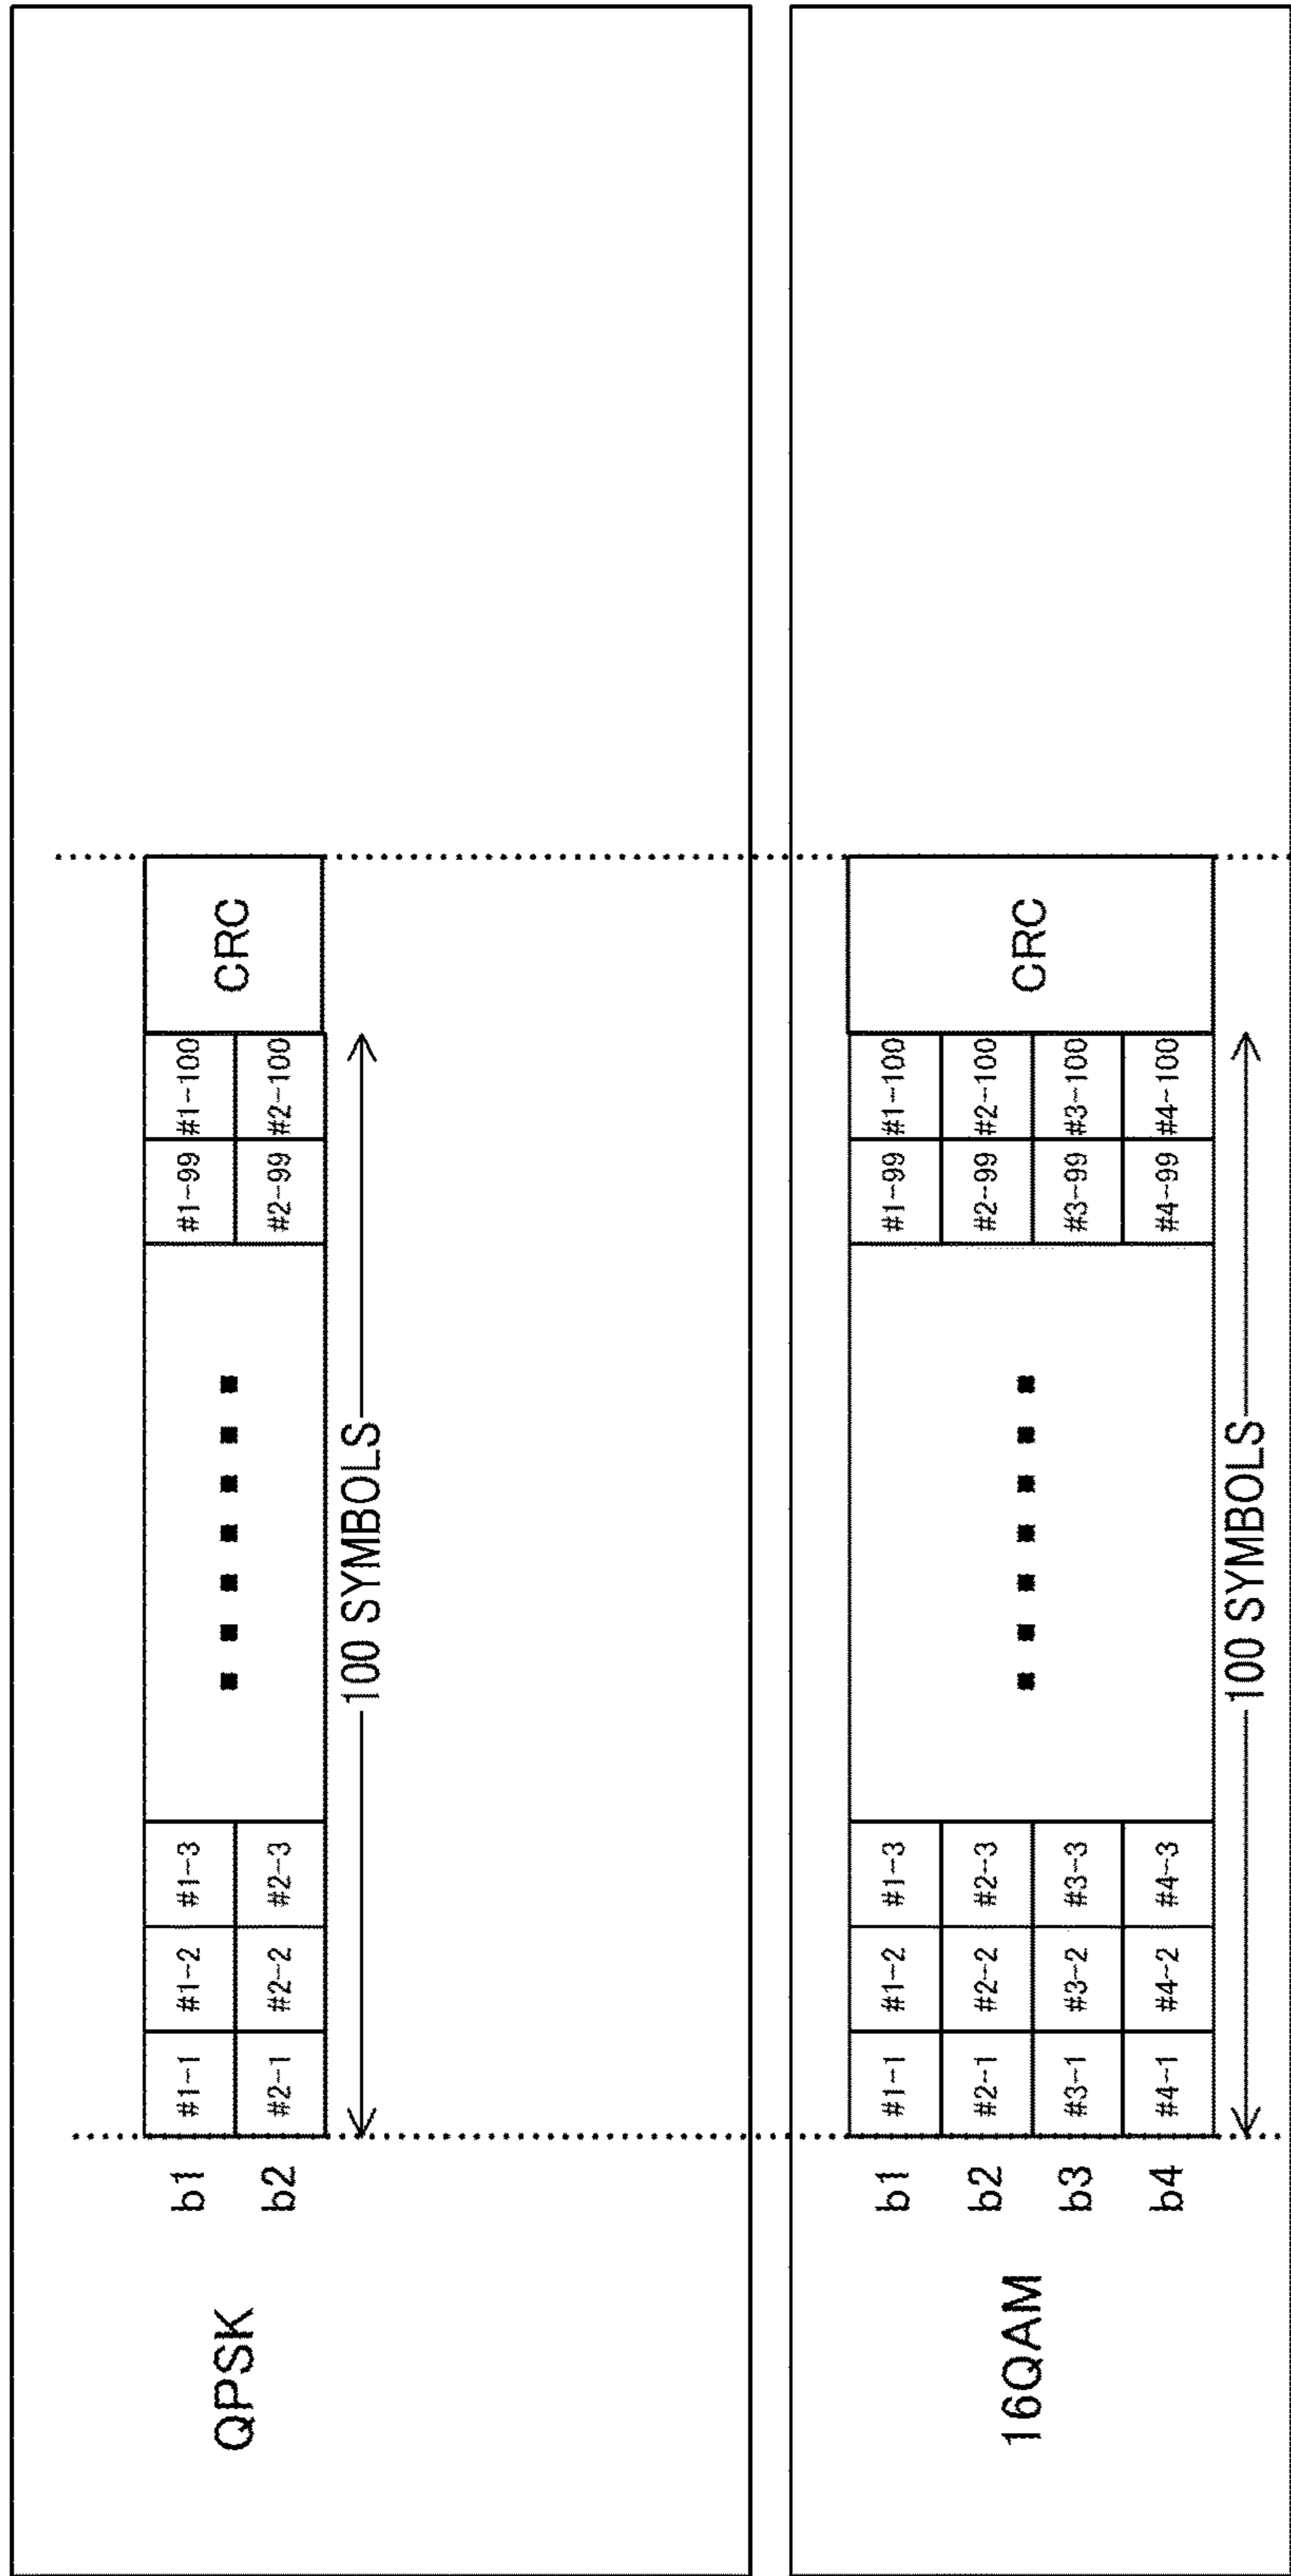 QPSK
b1 #1-1 #1-2 #1-3 #1-99 #1-100
b2 #2-1 #2-2 #2-3 #2-99 #2-100
CRC
100 SYMBOLS
16QAM
b1 #1-1 #1-2 #1-3 #1-99 #1-100
b2 #2-1 #2-2 #2-3 #2-99 #2-100
b3 #3-1 #3-2 #3-3 #3-99 #3-100
b4 #4-1 #4-2 #4-3 #4-99 #4-100
CRC
100 SYMBOLS